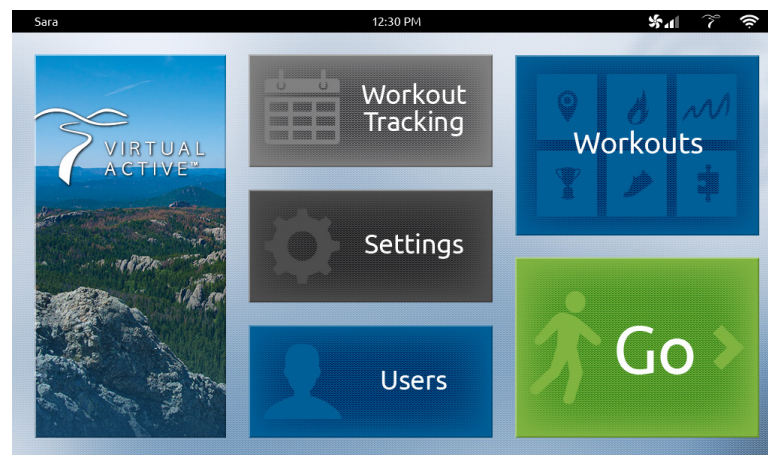 Sara
12:30 PM
VIRTUAL
ACTIVE™
Workout
Tracking
Settings
Users
Workouts
Go